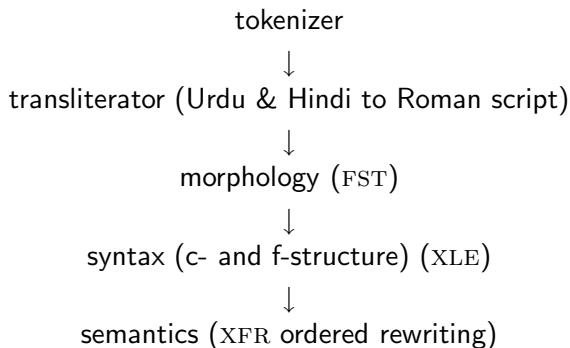 tokenizer
↓
transliterator (Urdu & Hindi to Roman script)
↓
morphology (FST)
↓
syntax (c- and f-structure) (XLE)
↓
semantics (XFR ordered rewriting)